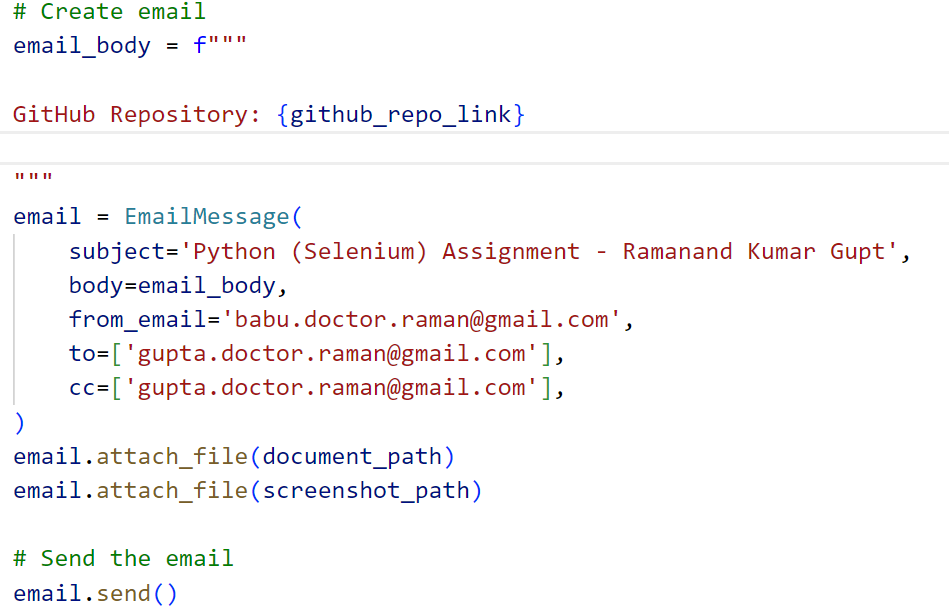 # Create email
email_body = f"""
GitHub Repository: {github_repo_link}
"""
email = EmailMessage(
    subject='Python (Selenium) Assignment - Ramanand Kumar Gupt',
    body=email_body,
    from_email='babu.doctor.raman@gmail.com',
    to=['gupta.doctor.raman@gmail.com'],
    cc=['gupta.doctor.raman@gmail.com'],
)
email.attach_file(document_path)
email.attach_file(screenshot_path)
# Send the email
email.send()